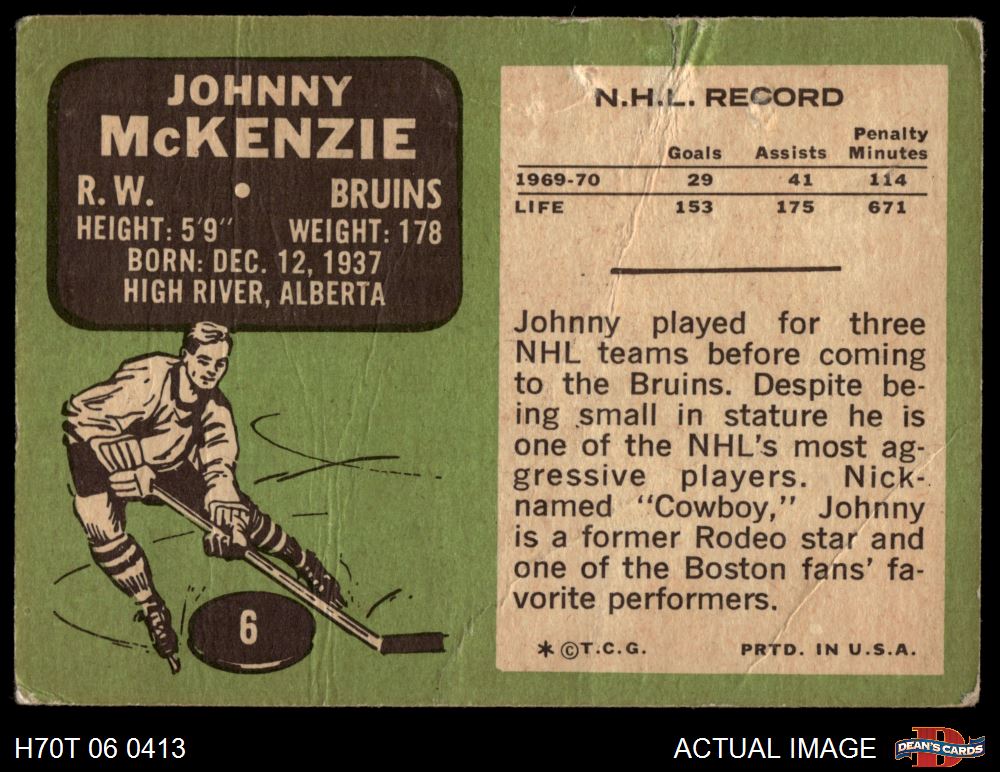 JOHNNY
McKENZIE
R. W. • BRUINS
HEIGHT: 5'9" WEIGHT: 178
BORN: DEC. 12, 1937
HIGH RIVER, ALBERTA
6
N.H.L. RECORD
Goals Assists Penalty Minutes
1969-70 29 41 114
LIFE 153 175 671
Johnny played for three
NHL teams before coming
to the Bruins. Despite be-
ing small in stature he is
one of the NHL's most ag-
gressive players. Nick-
named "Cowboy," Johnny
is a former Rodeo star and
one of the Boston fans' fa-
vorite performers.
* © T.C.G. PRTD. IN U.S.A.
H70T 06 0413
ACTUAL IMAGE
D
DEAN'S CARDS